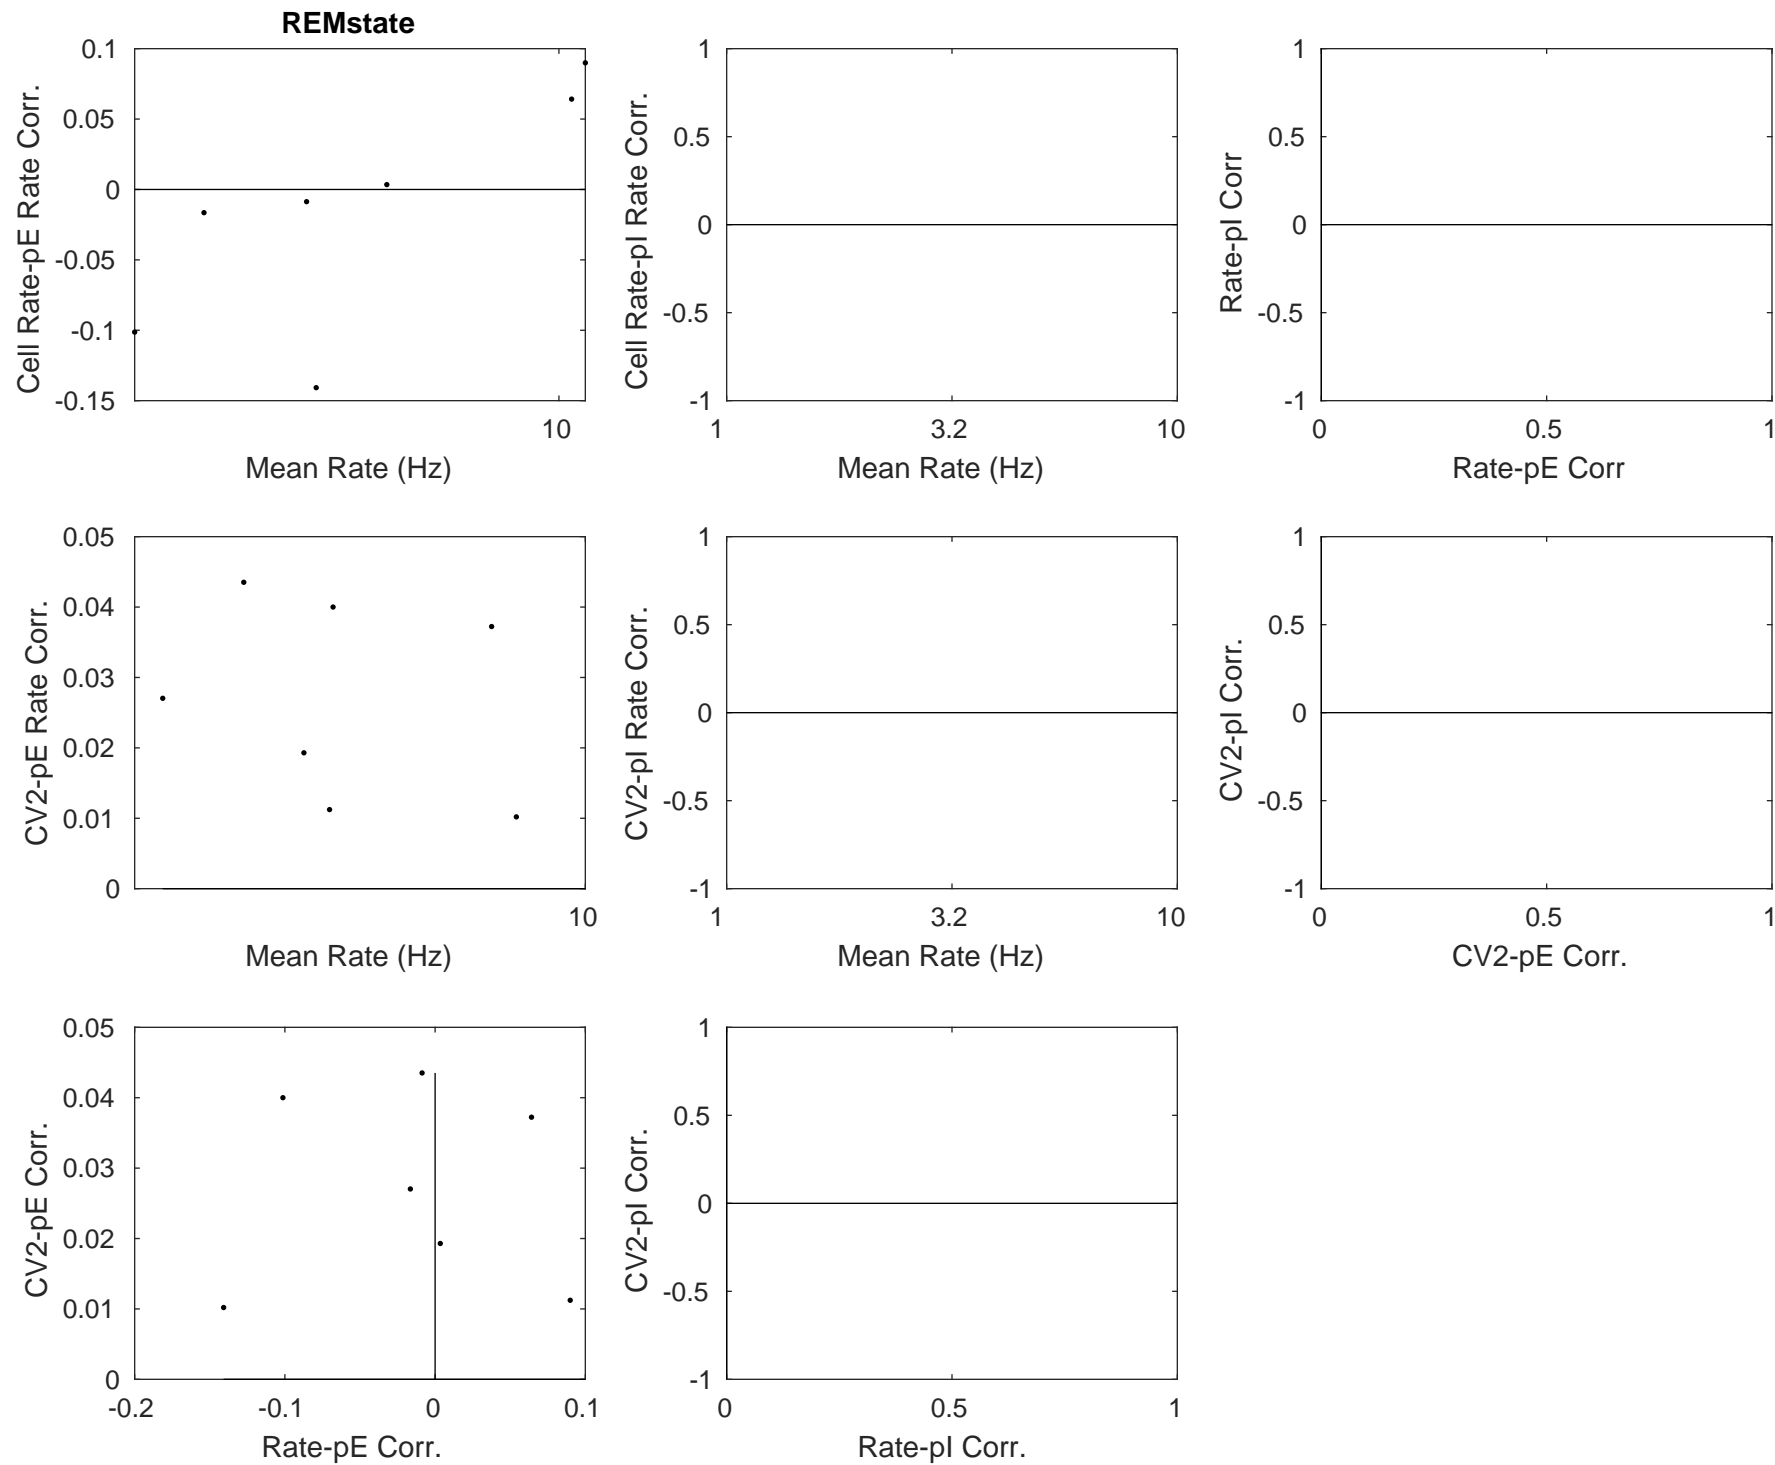 REMstate
0.1
0.05
0
-0.05
-0.1
-0.15
Cell Rate-pE Rate Corr.
10
Mean Rate (Hz)
1
0.5
0
-0.5
-1
Cell Rate-pI Rate Corr.
1 3.2 10
Mean Rate (Hz)
1
0.5
0
-0.5
-1
Rate-pI Corr
0 0.5 1
Rate-pE Corr
0.05
0.04
0.03
0.02
0.01
0
CV2-pE Rate Corr.
10
Mean Rate (Hz)
1
0.5
0
-0.5
-1
CV2-pI Rate Corr.
1 3.2 10
Mean Rate (Hz)
1
0.5
0
-0.5
-1
CV2-pI Corr.
0 0.5 1
CV2-pE Corr.
0.05
0.04
0.03
0.02
0.01
0
CV2-pE Corr.
-0.2 -0.1 0 0.1
Rate-pE Corr.
1
0.5
0
-0.5
-1
CV2-pI Corr.
0 0.5 1
Rate-pI Corr.